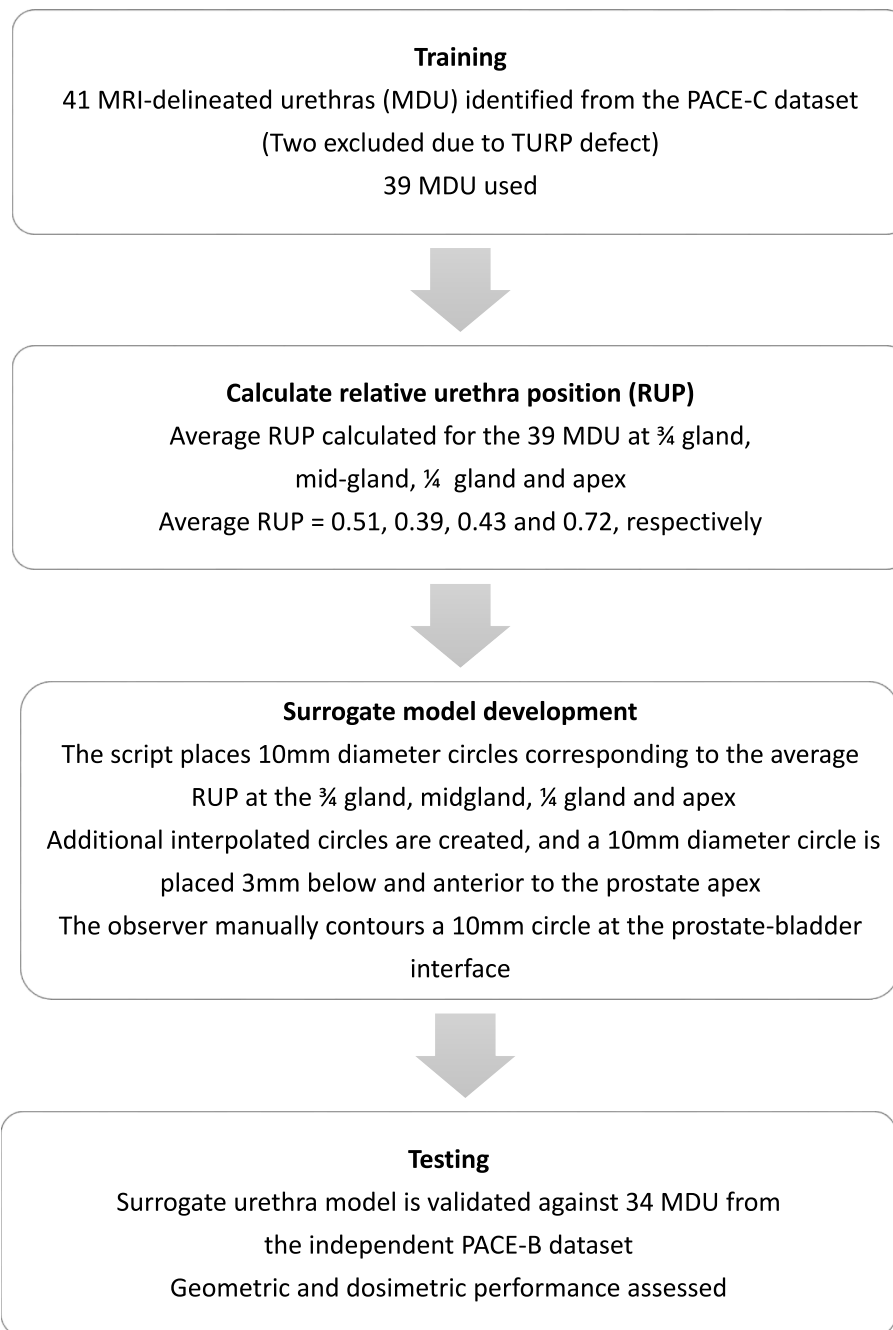 Training
41 MRI-delineated urethras (MDU) identified from the PACE-C dataset
(Two excluded due to TURP defect)
39 MDU used
Calculate relative urethra position (RUP)
Average RUP calculated for the 39 MDU at ¾ gland,
mid-gland, ¼ gland and apex
Average RUP = 0.51, 0.39, 0.43 and 0.72, respectively
Surrogate model development
The script places 10mm diameter circles corresponding to the average
RUP at the ¾ gland, midgland, ¼ gland and apex
Additional interpolated circles are created, and a 10mm diameter circle is
placed 3mm below and anterior to the prostate apex
The observer manually contours a 10mm circle at the prostate-bladder
interface
Testing
Surrogate urethra model is validated against 34 MDU from
the independent PACE-B dataset
Geometric and dosimetric performance assessed